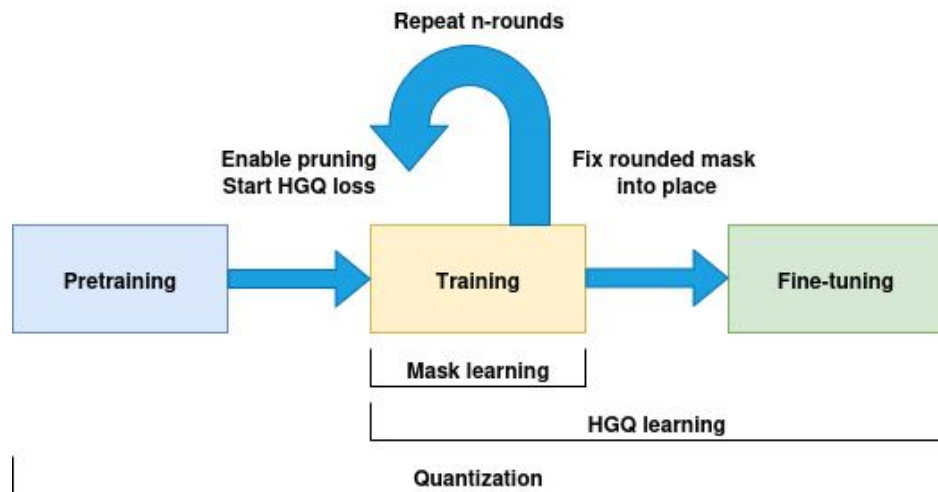 Repeat n-rounds
Enable pruning
Start HGQ loss
Fix rounded mask
into place
Pretraining
Training
Fine-tuning
Mask learning
HGQ learning
Quantization